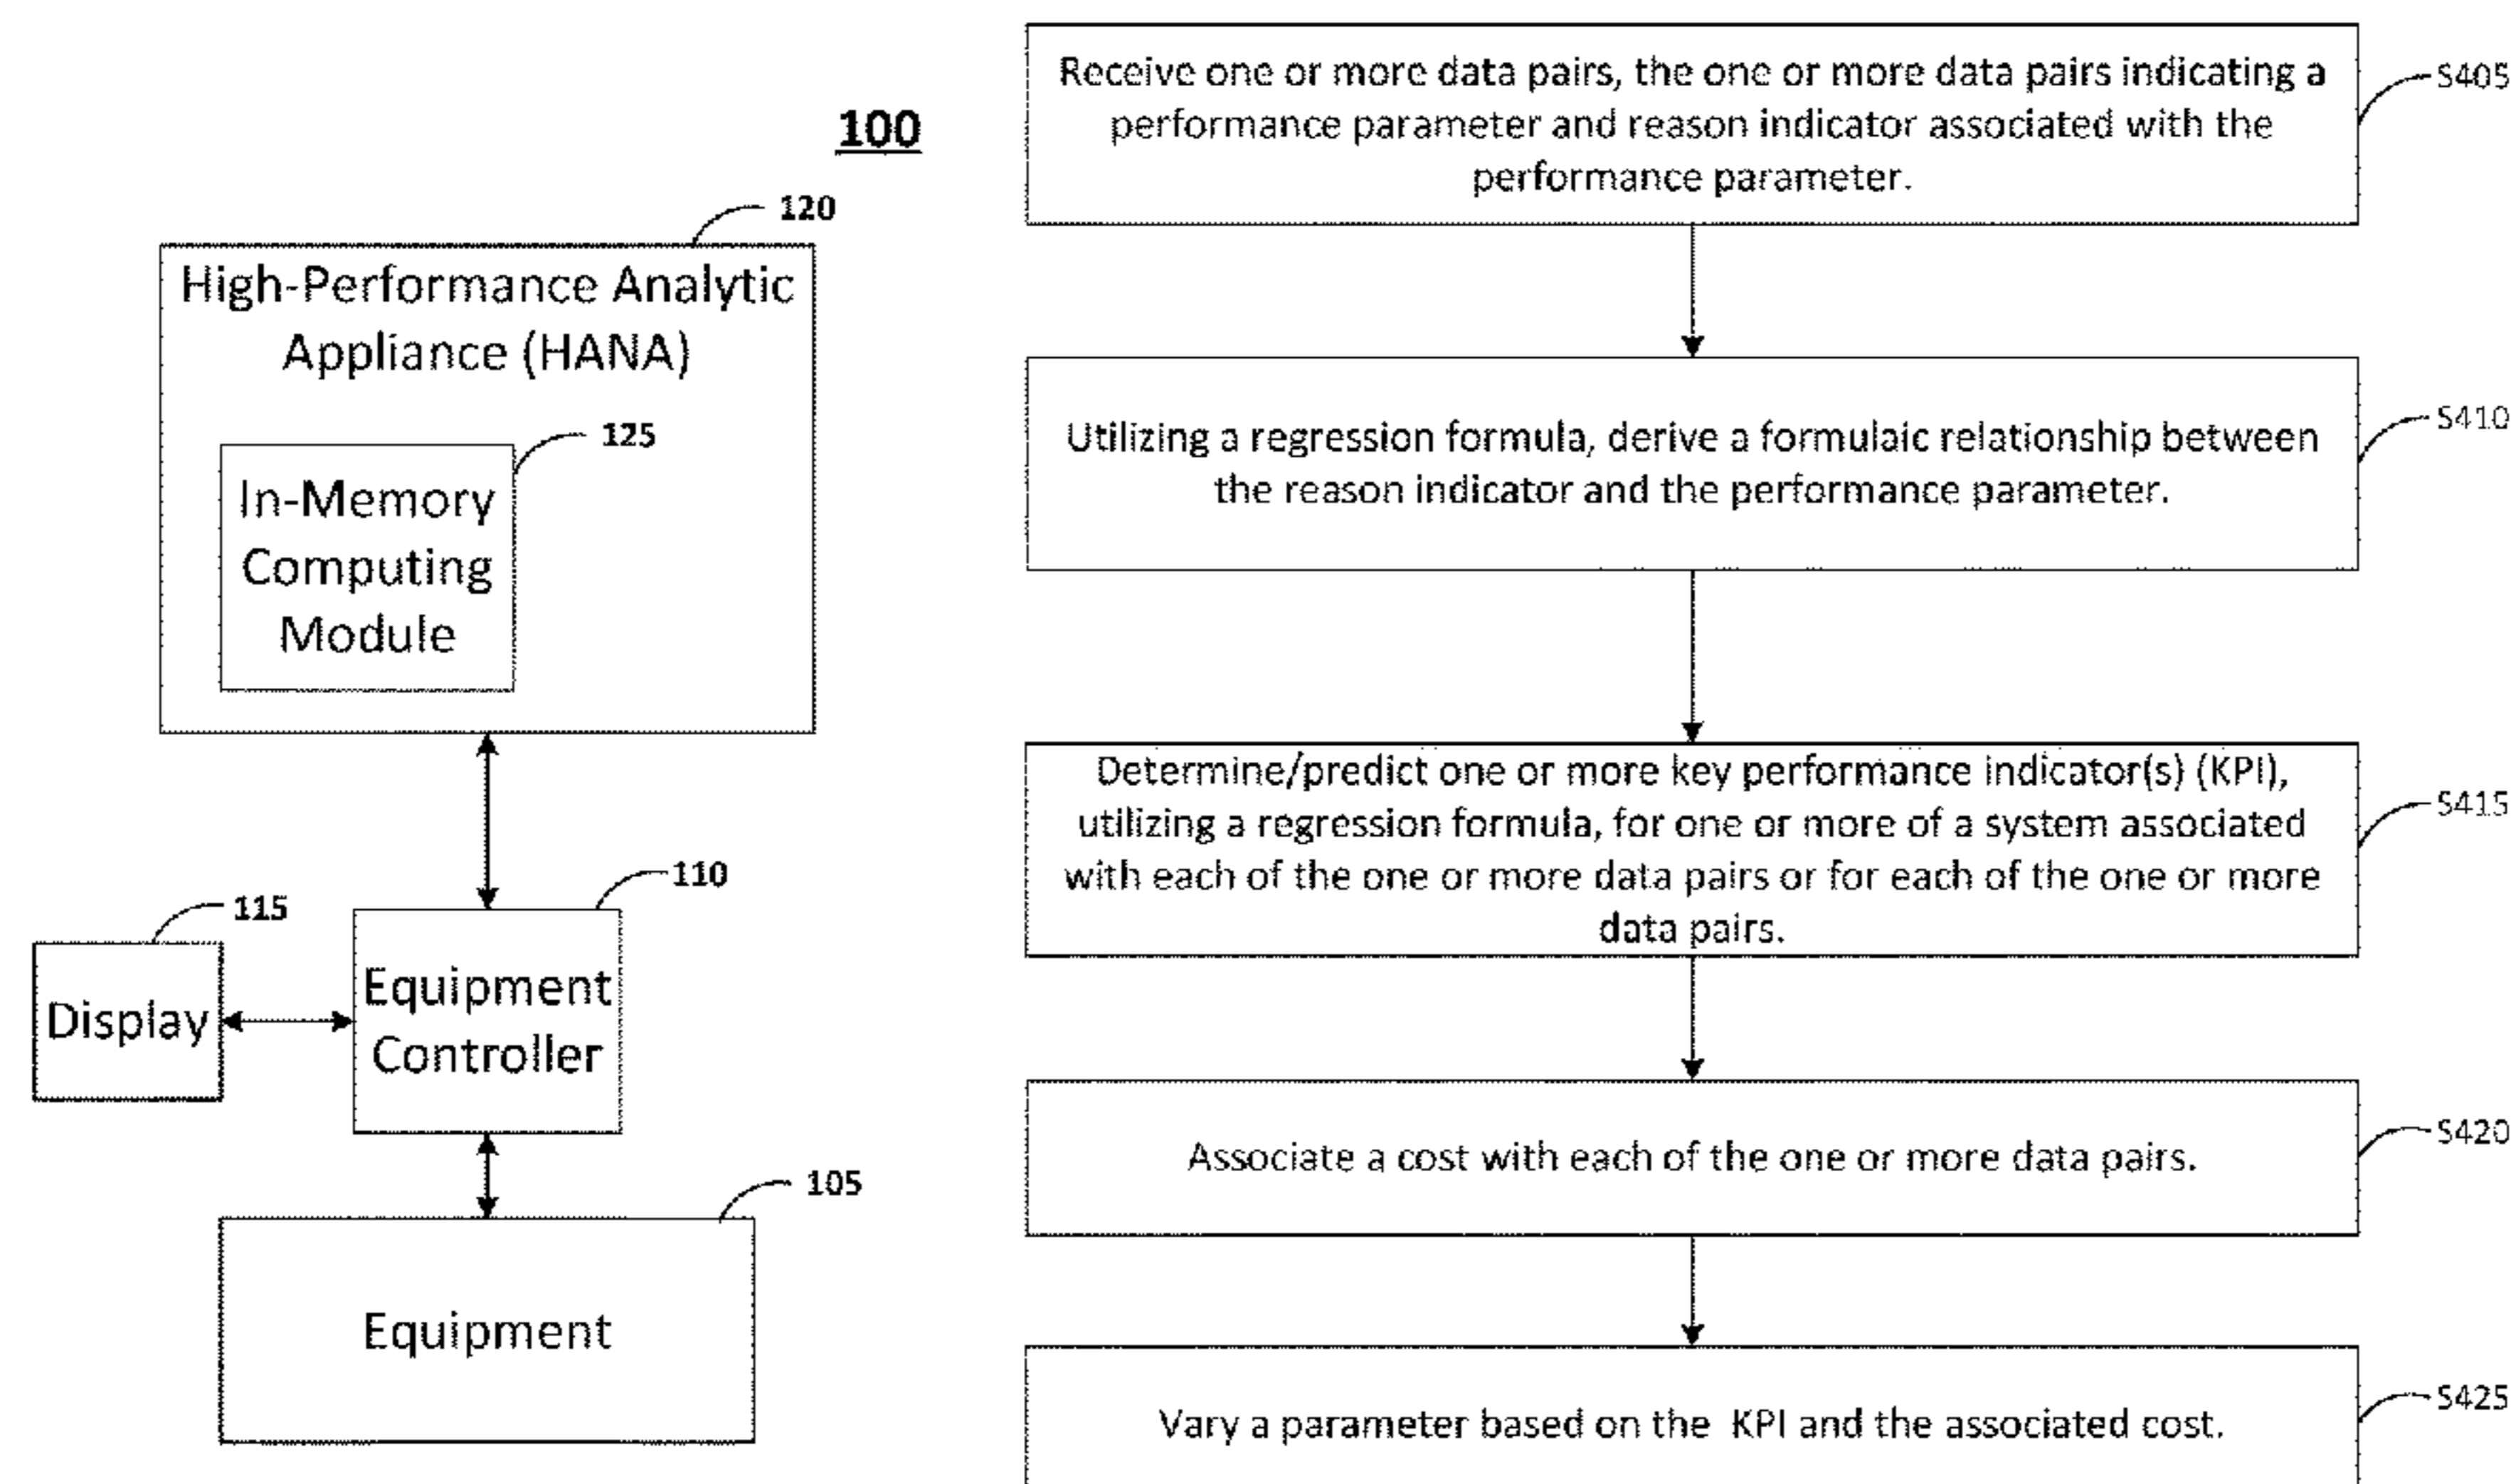 100
120
High-Performance Analytic
Appliance (HANA)
125
In-Memory
Computing
Module
110
115
Equipment
Controller
Display
105
Equipment
Receive one or more data pairs, the one or more data pairs indicating a
performance parameter and reason indicator associated with the
performance parameter.
S405
Utilizing a regression formula, derive a formulaic relationship between
the reason indicator and the performance parameter.
S410
Determine/predict one or more key performance indicator(s) (KPI),
utilizing a regression formula, for one or more of a system associated
with each of the one or more data pairs or for each of the one or more
data pairs.
S415
Associate a cost with each of the one or more data pairs.
S420
Vary a parameter based on the KPI and the associated cost.
S425